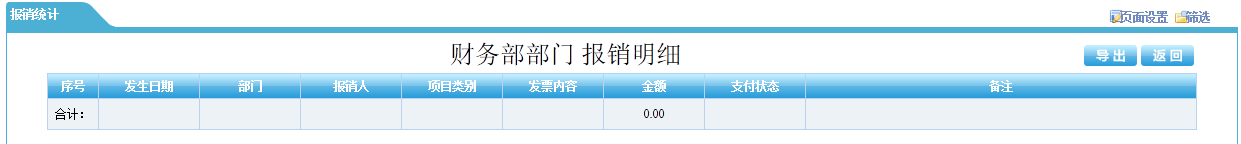 报销统计
页面设置 筛选
财务部部门 报销明细
导出 返回
序号 发生日期 部门 报销人 项目类别 发票内容 金额 支付状态 备注
合计： 0.00